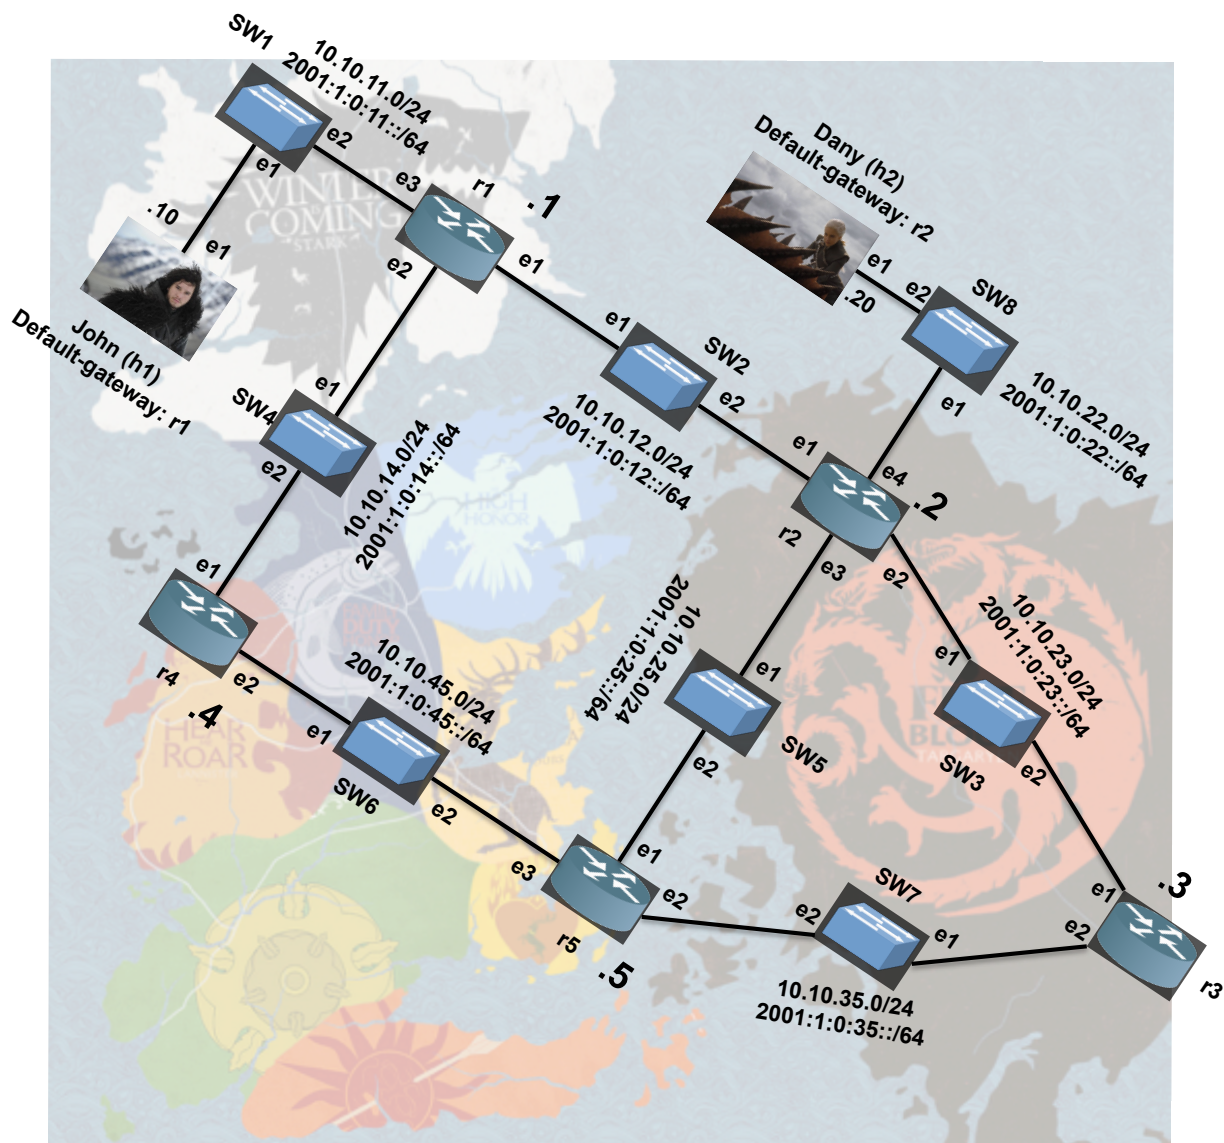 SW1
10.10.11.0/24
2001:1:0:11::/64
e2
e1
e3
r1
.1
.10
e1
e2
e1
John (h1)
Default-gateway: r1
Dany (h2)
Default-gateway: r2
e1
.20
e2
SW8
e1
10.10.22.0/24
2001:1:0:22::/64
WINTER
COMING
STARK
e1
SW2
e2
10.10.12.0/24
2001:1:0:12::/64
e1
SW4
e2
10.10.14.0/24
2001:1:0:14::/64
HIGH
HONOR
e1
e4
.2
r2
e3
e2
DUTY
e1
r4
e2
.4
10.10.45.0/24
2001:1:0:45::/64
e1
SW6
e2
HEAR
ROAR
10.10.25.0/24
2001:1:0:25::/64
e1
SW5
e2
10.10.23.0/24
2001:1:0:23::/64
e1
SW3
e2
BLO
e3
e1
e2
r5
.5
SW7
e2
e1
10.10.35.0/24
2001:1:0:35::/64
e1
e2
.3
r3